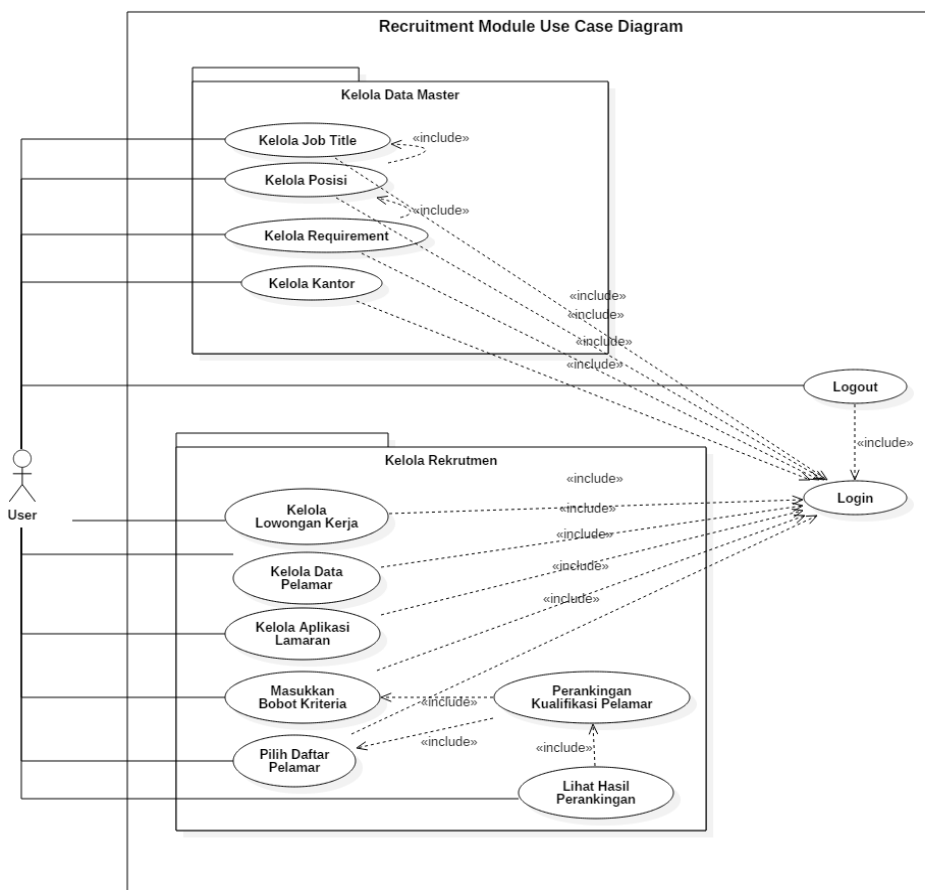 Recruitment Module Use Case Diagram
Kelola Data Master
Kelola Job Title
«include»
Kelola Posisi
«include»
Kelola Requirement
Kelola Kantor
«include»
«include»
«include»
«include»
Logout
«include»
Login
User
Kelola Rekrutmen
«include»
Kelola
Lowongan Kerja
«include»
Kelola Data
Pelamar
«include»
«include»
Kelola Aplikasi
Lamaran
Masukkan
Bobot Kriteria
«include»
Perankingan
Kualifikasi Pelamar
«include»
«include»
Pilih Daftar
Pelamar
Lihat Hasil
Perankingan